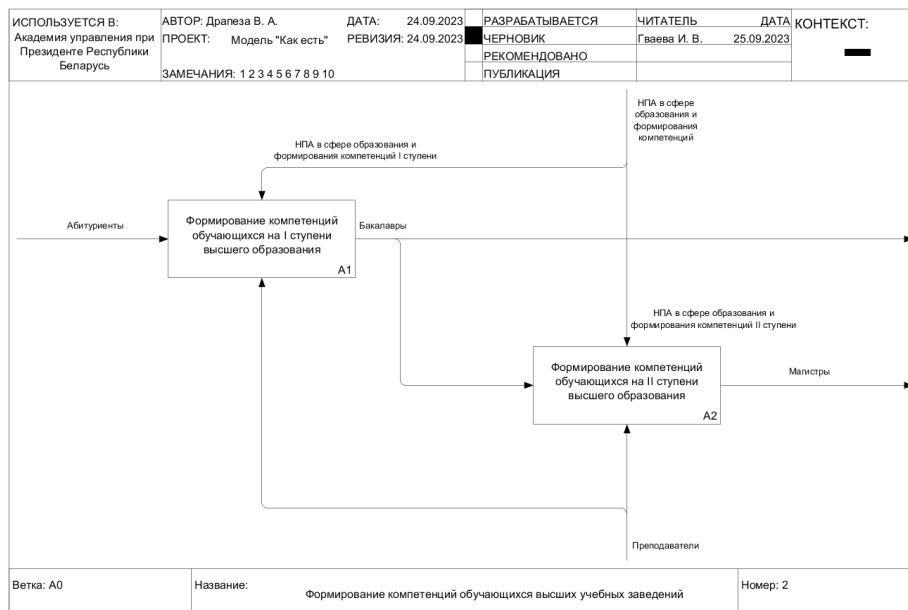 ИСПОЛЬЗУЕТСЯ В:
Академия управления при
Президенте Республики
Беларусь
АВТОР: Драпеза В. А.
ДАТА: 24.09.2023
ПРОЕКТ: Модель "Как есть"
РЕВИЗИЯ: 24.09.2023
ЗАМЕЧАНИЯ: 1 2 3 4 5 6 7 8 9 10
РАЗРАБАТЫВАЕТСЯ
ЧЕРНОВИК
РЕКОМЕНДОВАНО
ПУБЛИКАЦИЯ
ЧИТАТЕЛЬ ДАТА
Гваева И. В. 25.09.2023
КОНТЕКСТ:
НПА в сфере
образования и
формирования
компетенций
НПА в сфере образования и
формирования компетенций I ступени
Абитуриенты
Формирование компетенций
обучающихся на I ступени
высшего образования
A1
Бакалавры
НПА в сфере образования и
формирования компетенций II ступени
Формирование компетенций
обучающихся на II ступени
высшего образования
A2
Магистры
Преподаватели
Ветка: A0
Название:
Формирование компетенций обучающихся высших учебных заведений
Номер: 2